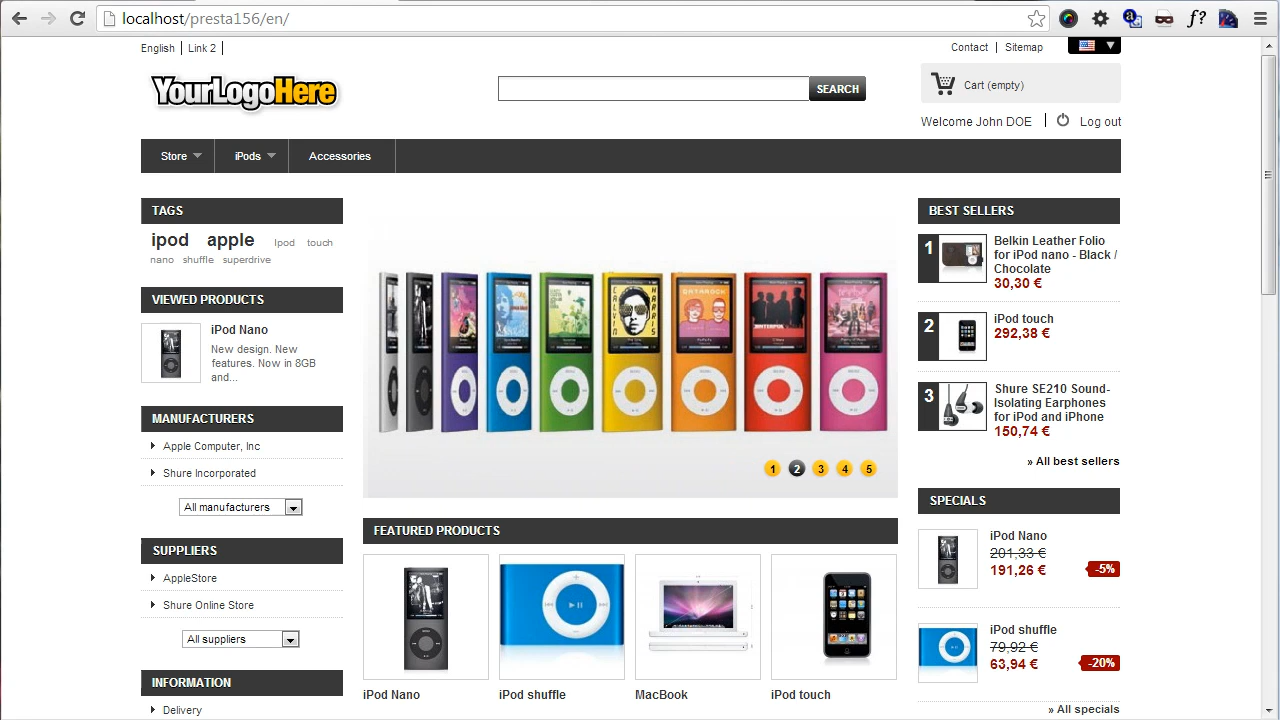 localhost/presta156/en/
English
Link 2
Contact
Sitemap
YourLogoHere
SEARCH
Cart (empty)
Welcome John DOE
Log out
Store
iPods
Accessories
TAGS
ipod apple Ipod touch
nano shuffle superdrive
VIEWED PRODUCTS
iPod Nano
New design. New
features. Now in 8GB
and...
MANUFACTURERS
Apple Computer, Inc
Shure Incorporated
All manufacturers
SUPPLIERS
AppleStore
Shure Online Store
All suppliers
INFORMATION
Delivery
1 2 3 4 5
FEATURED PRODUCTS
iPod Nano
iPod shuffle
MacBook
iPod touch
BEST SELLERS
1
Belkin Leather Folio
for iPod nano - Black /
Chocolate
30,30 €
2
iPod touch
292,38 €
3
Shure SE210 Sound-
Isolating Earphones
for iPod and iPhone
150,74 €
» All best sellers
SPECIALS
iPod Nano
201,33 €
191,26 €
-5%
iPod shuffle
79,92 €
63,94 €
-20%
» All specials